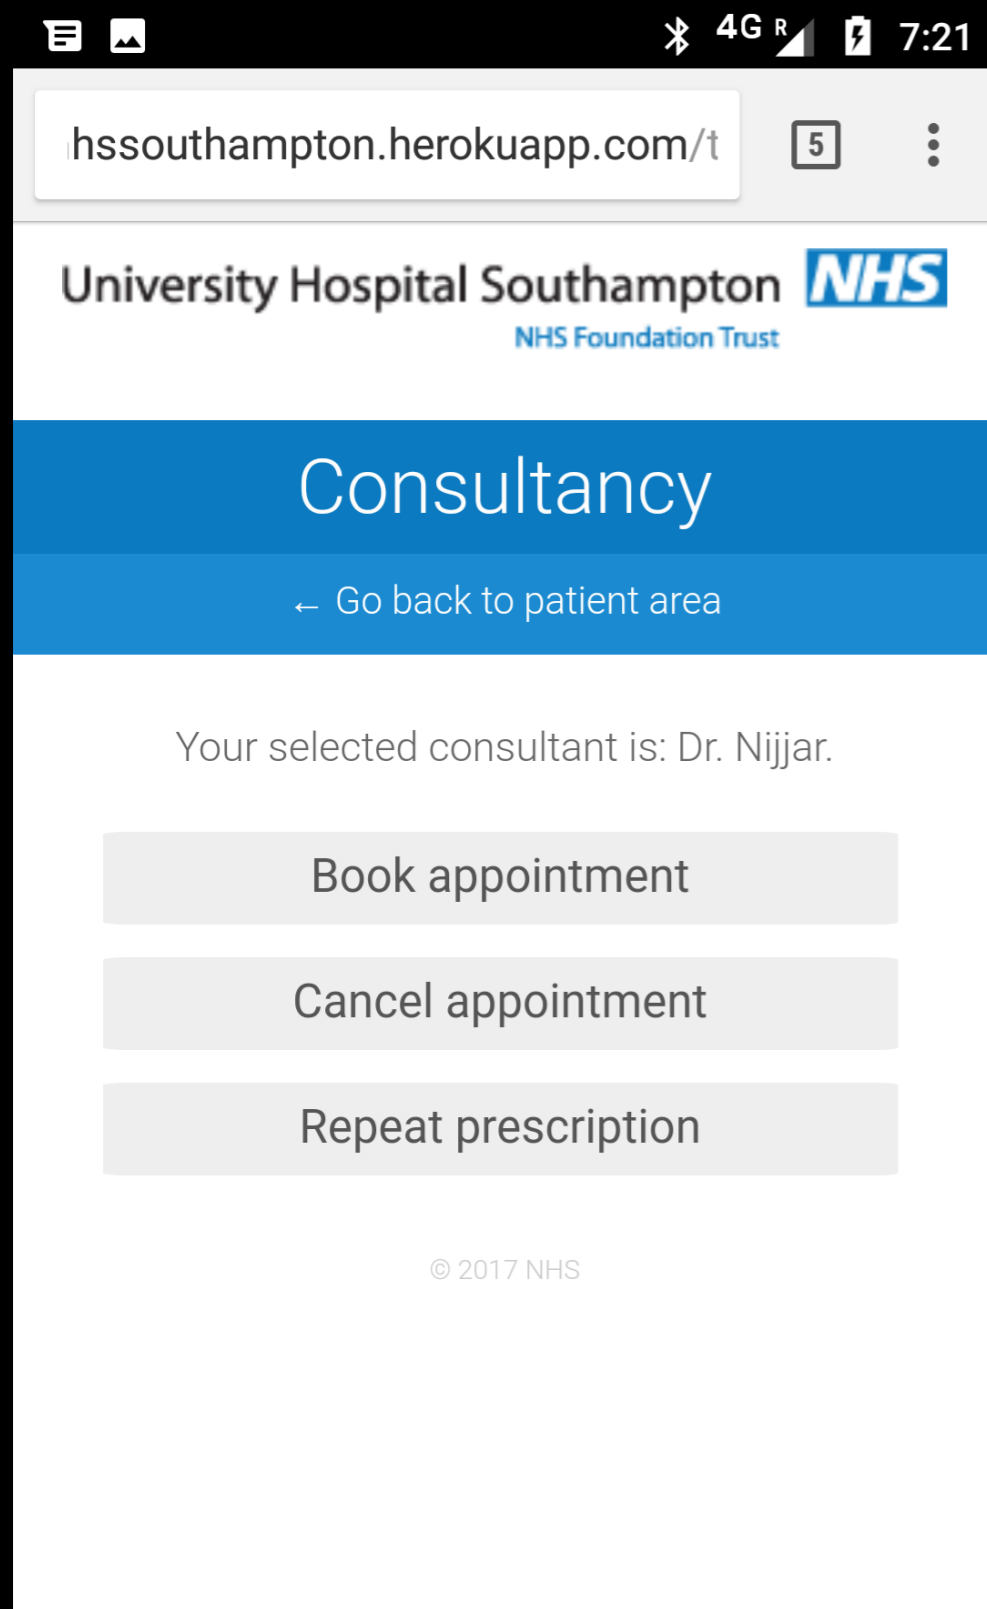 4G R 7:21
hssouthampton.herokuapp.com/t
5
University Hospital Southampton NHS
NHS Foundation Trust
Consultancy
← Go back to patient area
Your selected consultant is: Dr. Nijjar.
Book appointment
Cancel appointment
Repeat prescription
© 2017 NHS